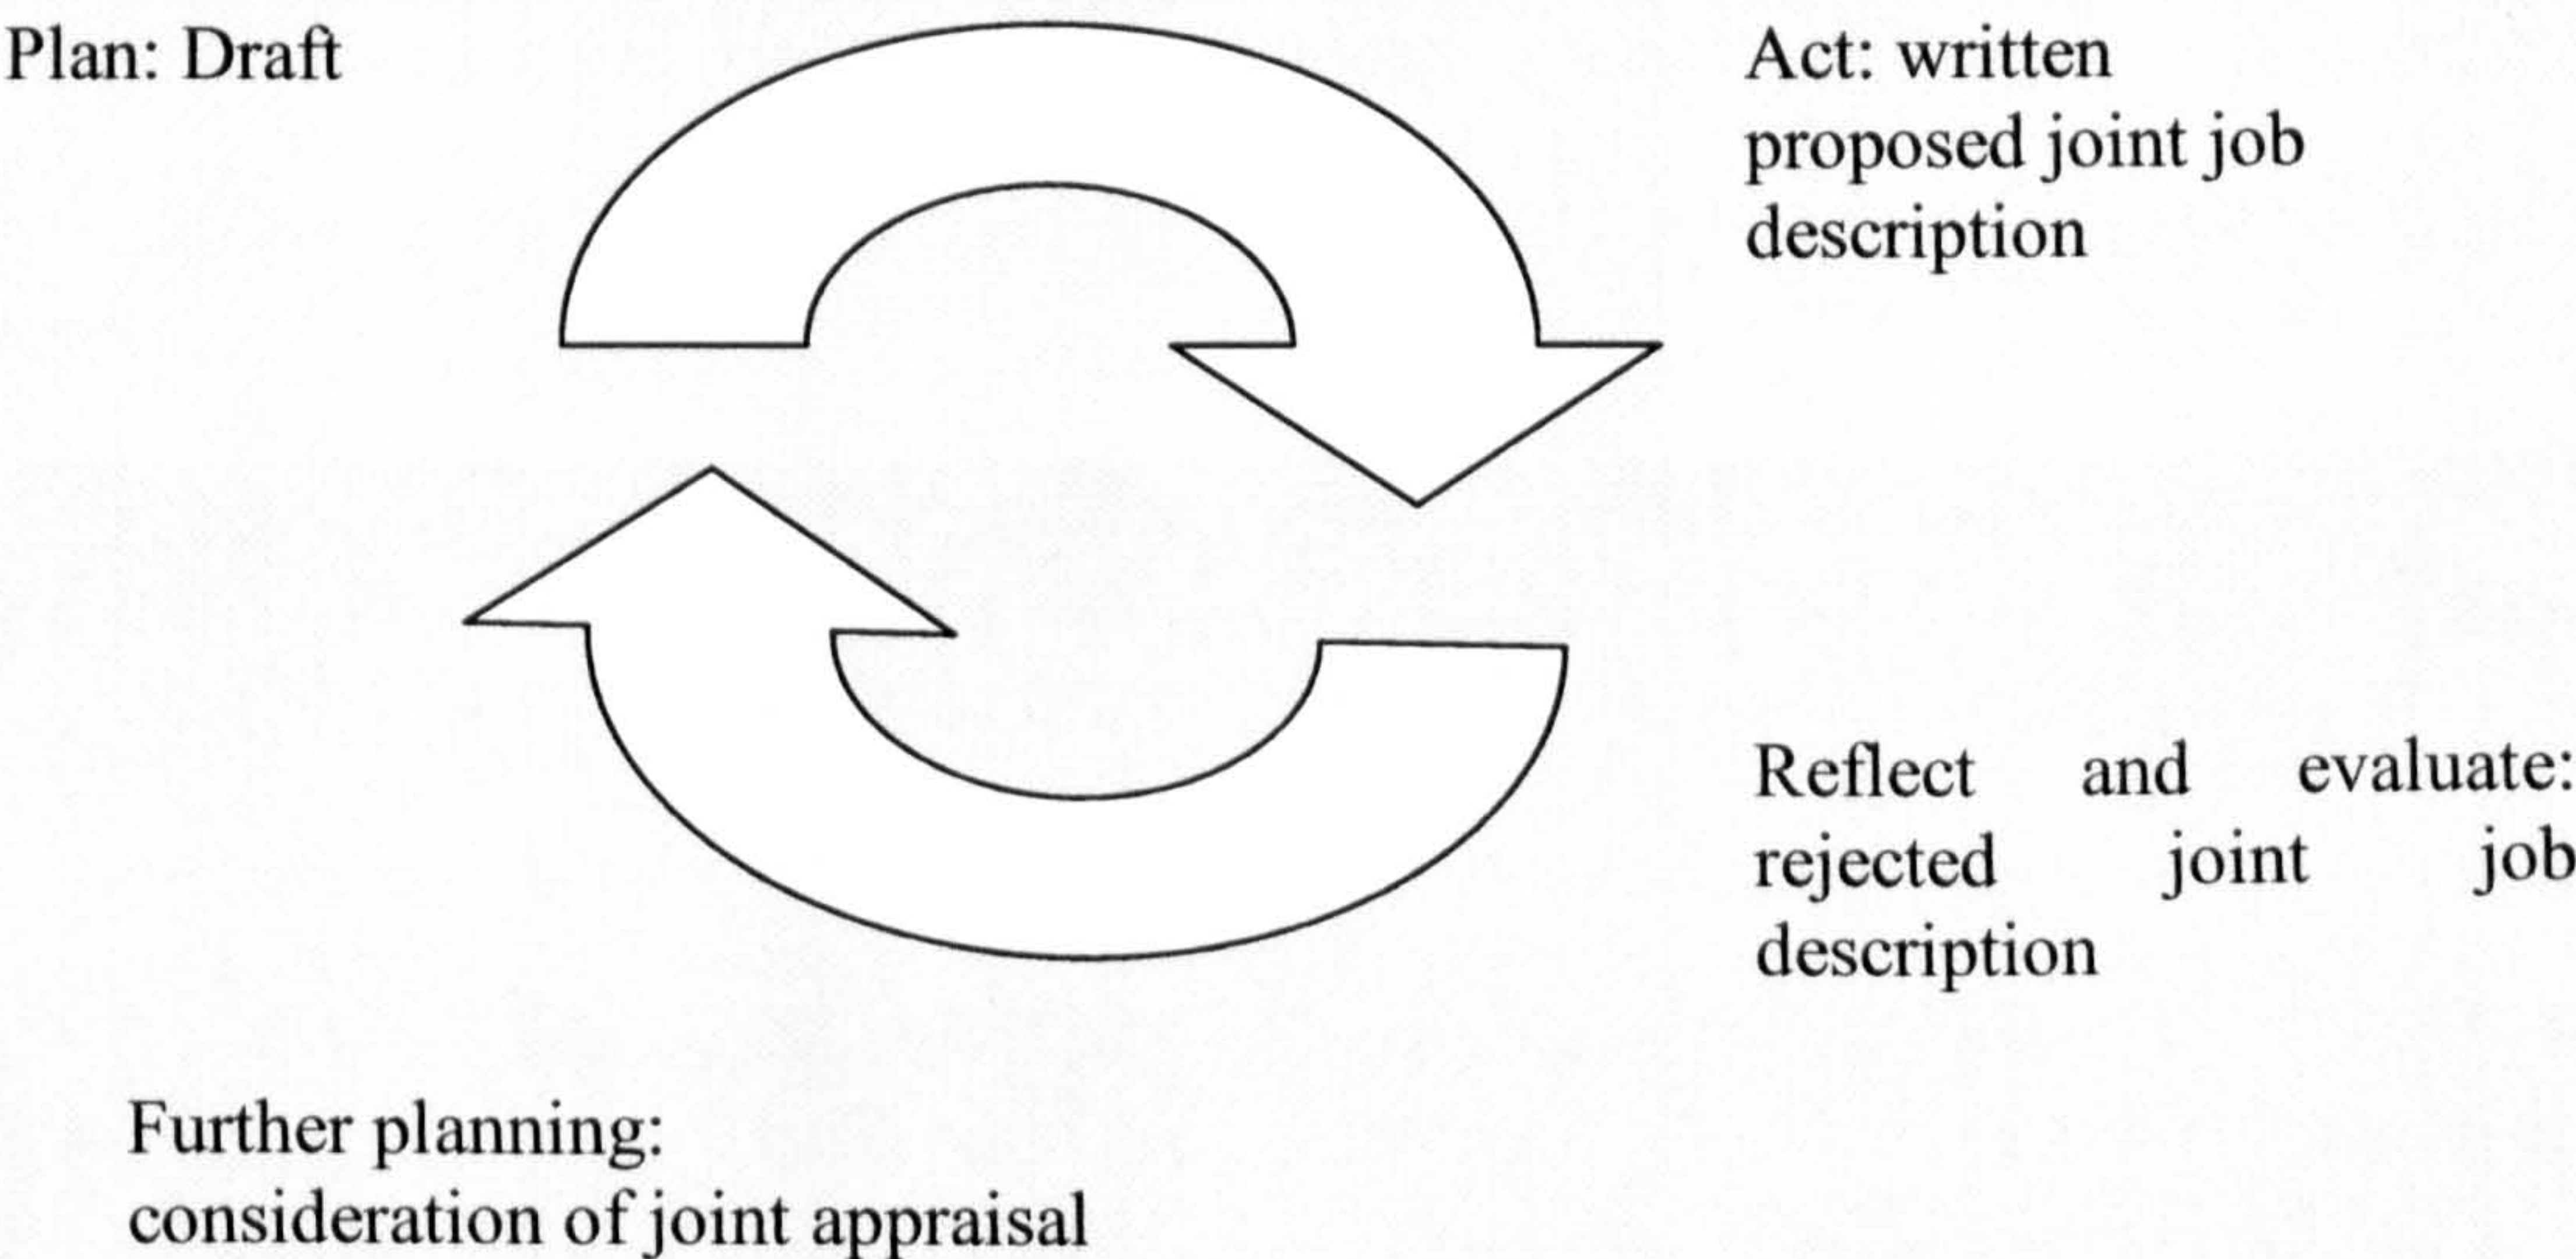 Plan: Draft
Act: written
proposed joint job
description
Reflect and evaluate:
rejected joint job
description
Further planning:
consideration of joint appraisal